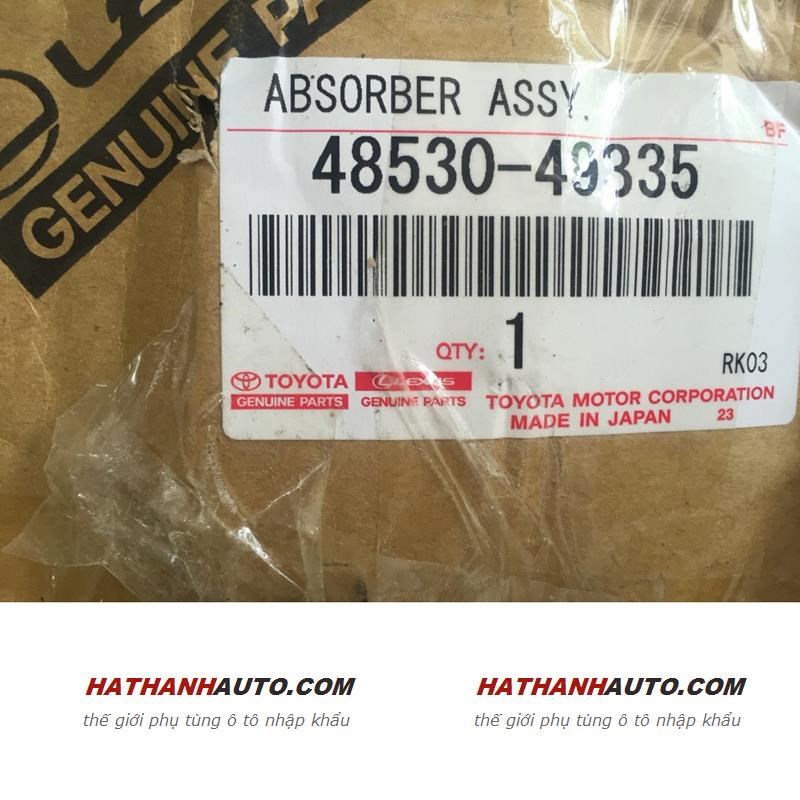 GENUINE PA
ABSORBER ASSY.
BF
48530-49335
QTY: 1
RK03
TOYOTA LEXUS
GENUINE PARTS GENUINE PARTS
TOYOTA MOTOR CORPORATION
MADE IN JAPAN 23
HATHANHAUTO.COM HATHANHAUTO.COM
thế giới phụ tùng ô tô nhập khẩu thế giới phụ tùng ô tô nhập khẩu